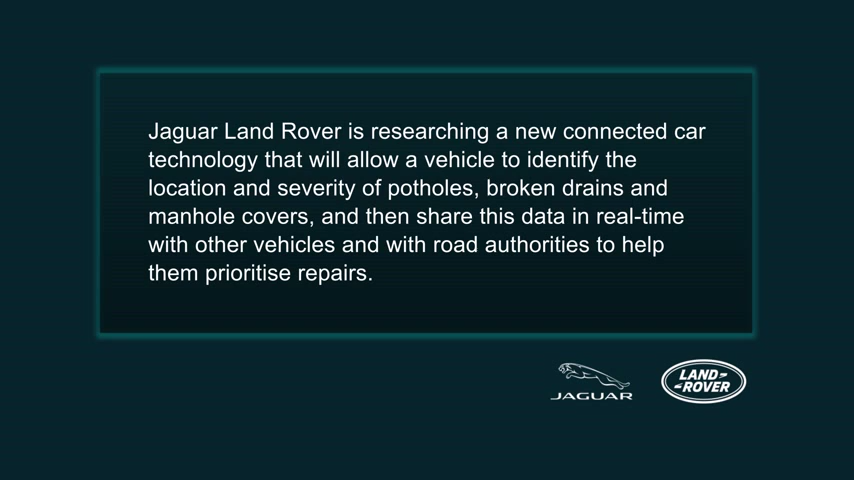 Jaguar Land Rover is researching a new connected car
technology that will allow a vehicle to identify the
location and severity of potholes, broken drains and
manhole covers, and then share this data in real-time
with other vehicles and with road authorities to help
them prioritise repairs.
JAGUAR
LAND
ROVER